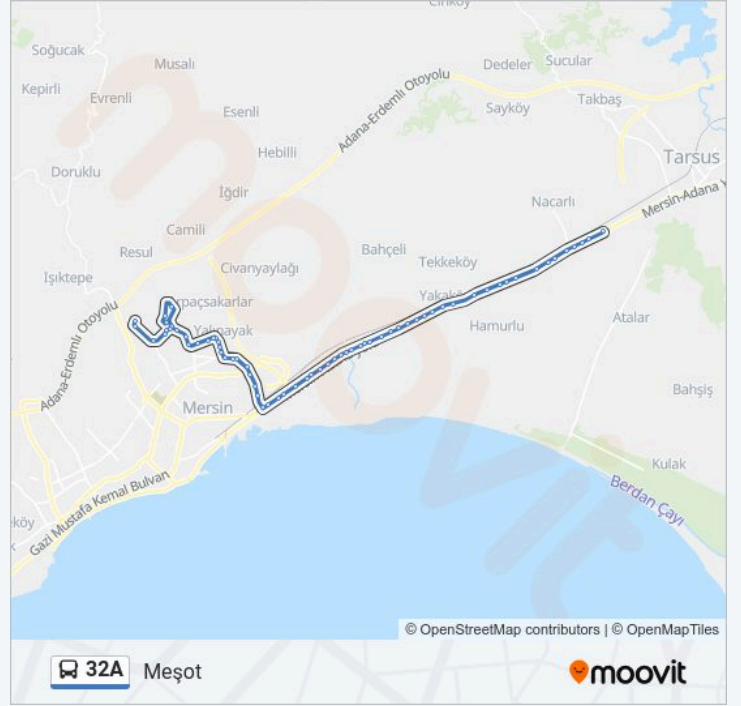 Soğucak
Musalı
Dedeler
Sucular
Kepirli
Evrenli
Adana-Erdemli Otoyolu
Takbaş
Sayköy
Esenli
Hebilli
Tarsus
Doruklu
İğdir
Nacarlı
Mersin-Adana
Camili
Resul
Bahçeli
Tekkeköy
Işıktepe
Civanyaylağı
Adana-Erdemli Otoyolu
Yalınayak
Hamurlu
Atalar
Mersin
Bahşiş
Kulak
Gazi Mustafa Kemal Bulvarı
Berdan Çayı
moovit
© OpenStreetMap contributors | © OpenMapTiles
32A Meşot
moovit